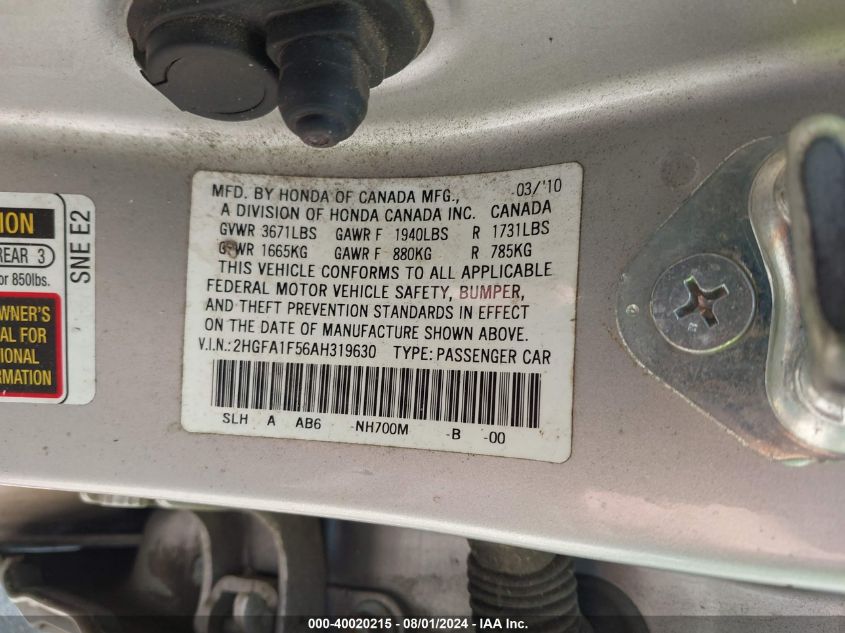 MFD. BY HONDA OF CANADA MFG., 03/'10
A DIVISION OF HONDA CANADA INC. CANADA
GVWR 3671LBS GAWR F 1940LBS R 1731LBS
GVWR 1665KG GAWR F 880KG R 785KG
THIS VEHICLE CONFORMS TO ALL APPLICABLE
FEDERAL MOTOR VEHICLE SAFETY, BUMPER,
AND THEFT PREVENTION STANDARDS IN EFFECT
ON THE DATE OF MANUFACTURE SHOWN ABOVE.
V.I.N.:2HGFA1F56AH319630 TYPE: PASSENGER CAR
SLH A AB6 -NH700M -B -00
ION
REAR 3
or 850lbs.
OWNER'S
AL FOR
IONAL
RMATION
SNE E2
000-40020215 - 08/01/2024 - IAA Inc.